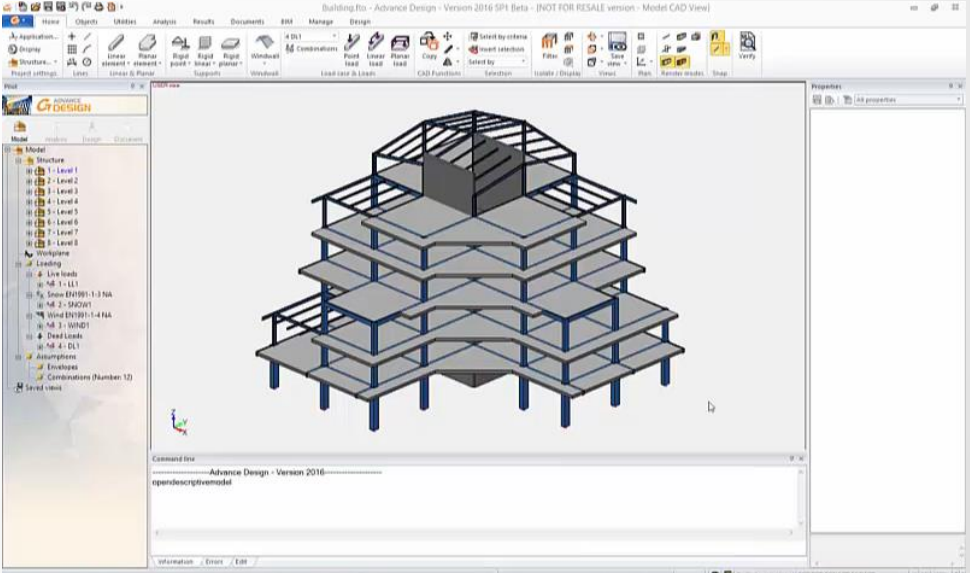 Building.fto - Advance Design - Version 2016 SP1 Beta - [NOT FOR RESALE version - Model CAD View]
Home Objects Utilities Analysis Results Documents BIM Manage Design
Application...
Display
Structure...
Project settings
Lines
Linear element
Planar element
Linear & Planar
Rigid point
Rigid linear
Rigid planar
Supports
Windwall
Windwall
4 DL1
Combinations
Point load
Linear load
Planar load
Load case & Loads
Copy
CAD Functions
Select by criteria
Invert selection
Select by
Selection
Filter
Update / Display
Save view
Views
Render modes
Snap
Verify
Pilot
ADVANCE
DESIGN
Model Analysis Design Document
Model
Structure
1 - Level 1
2 - Level 2
3 - Level 3
4 - Level 4
5 - Level 5
6 - Level 6
7 - Level 7
8 - Level 8
Workplane
Loading
Live loads
1 - LL1
Snow EN1991-1-3 NA
2 - SNOW1
Wind EN1991-1-4 NA
3 - WIND1
Dead Loads
4 - DL1
Assumptions
Envelopes
Combinations (Number: 12)
Saved views
USER view
Z
Y
X
Properties
All properties
Command line
----------------------Advance Design - Version 2016----------------------
opendescriptivemodel
Information / Errors / Edit